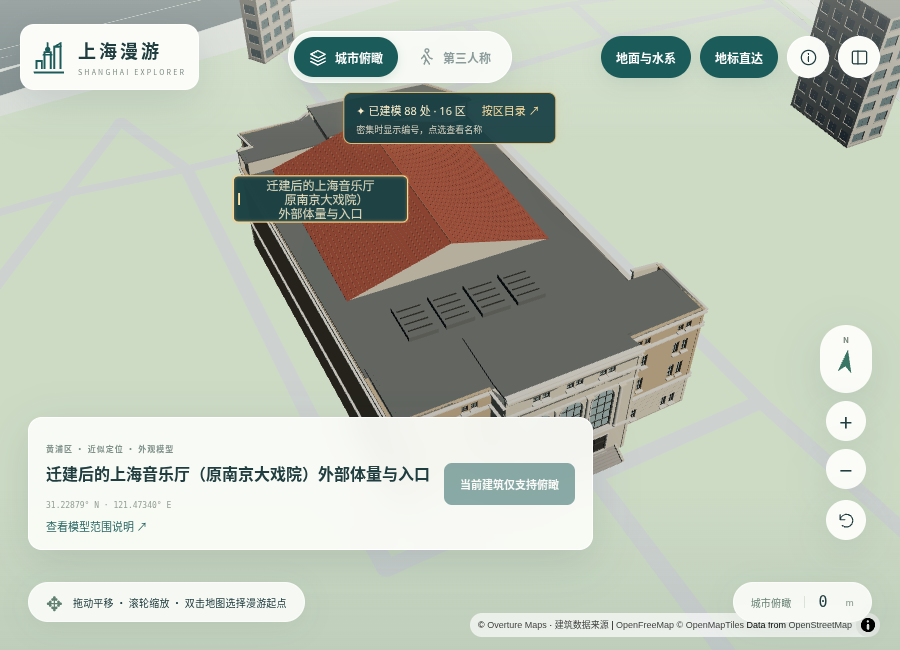 上海漫游
SHANGHAI EXPLORER
城市俯瞰
第三人称
地面与水系
地标直达
✦ 已建模 88 处 · 16 区 按区目录 ↗
密集时显示编号，点选查看名称
迁建后的上海音乐厅
原南京大戏院）
外部体量与入口
N
黄浦区 · 近似定位 · 外观模型
迁建后的上海音乐厅（原南京大戏院）外部体量与入口
当前建筑仅支持俯瞰
31.22879° N · 121.47340° E
查看模型范围说明 ↗
拖动平移 · 滚轮缩放 · 双击地图选择漫游起点
城市俯瞰 0 m
© Overture Maps · 建筑数据来源 | OpenFreeMap © OpenMapTiles Data from OpenStreetMap